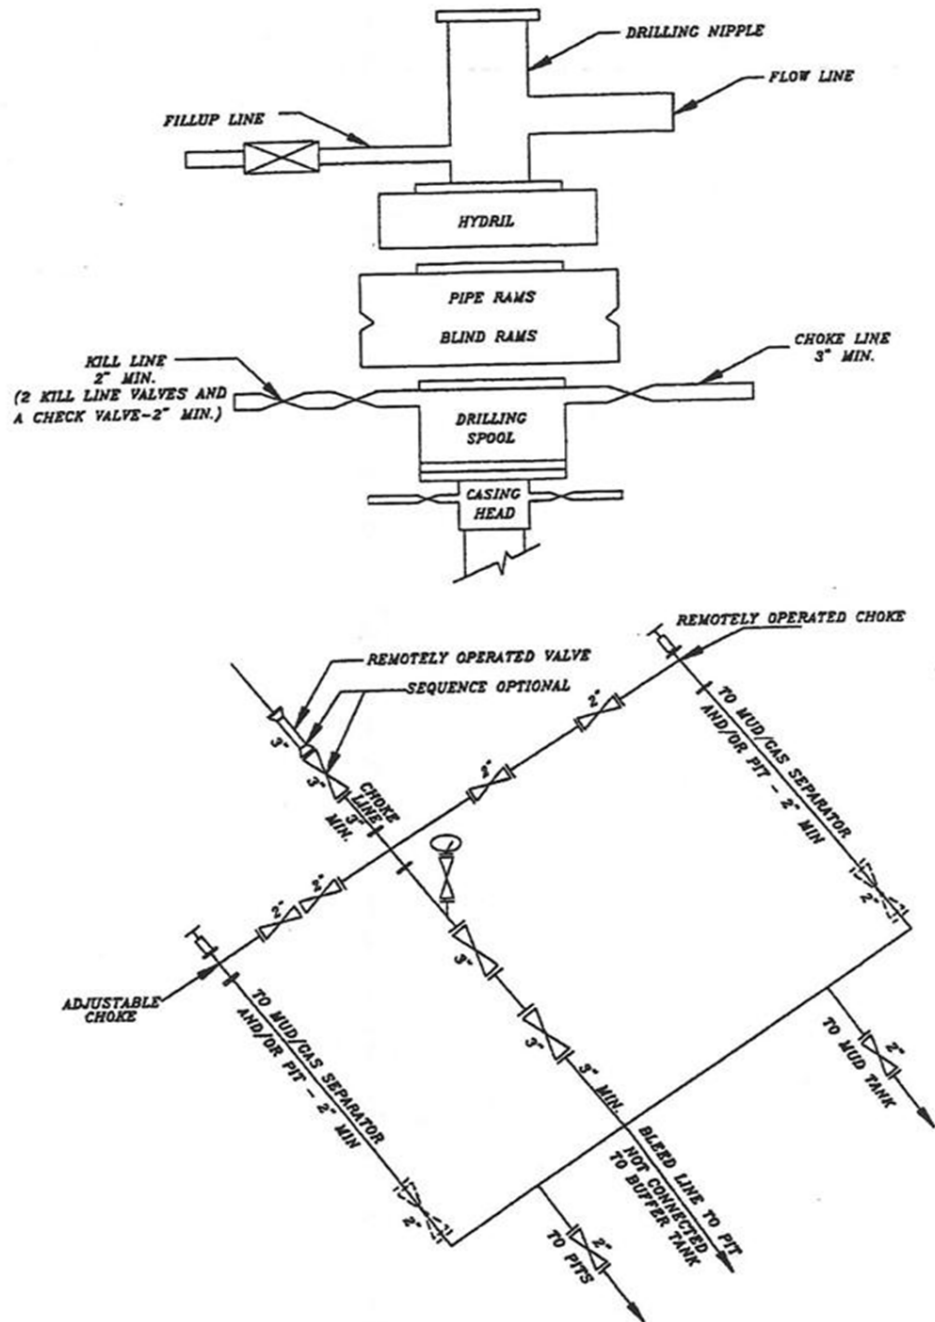 DRILLING NIPPLE
FLOW LINE
FILLUP LINE
HYDRIL
PIPE RAMS
BLIND RAMS
CHOKE LINE
3" MIN.
KILL LINE
2" MIN.
(2 KILL LINE VALVES AND
A CHECK VALVE-2" MIN.)
DRILLING
SPOOL
CASING
HEAD
REMOTELY OPERATED CHOKE
REMOTELY OPERATED VALVE
SEQUENCE OPTIONAL
3"
3"
CHOKE
LINE
3"
MIN.
2"
2"
TO MUD/GAS SEPARATOR
AND/OR PIT - 2" MIN
2"
2"
2"
3"
3"
3" MIN.
2"
ADJUSTABLE
CHOKE
TO MUD/GAS SEPARATOR
AND/OR PIT - 2" MIN
2"
2"
TO MUD TANK
BLEED LINE TO PIT
NOT CONNECTED
TO BUFFER TANK
2"
TO PITS